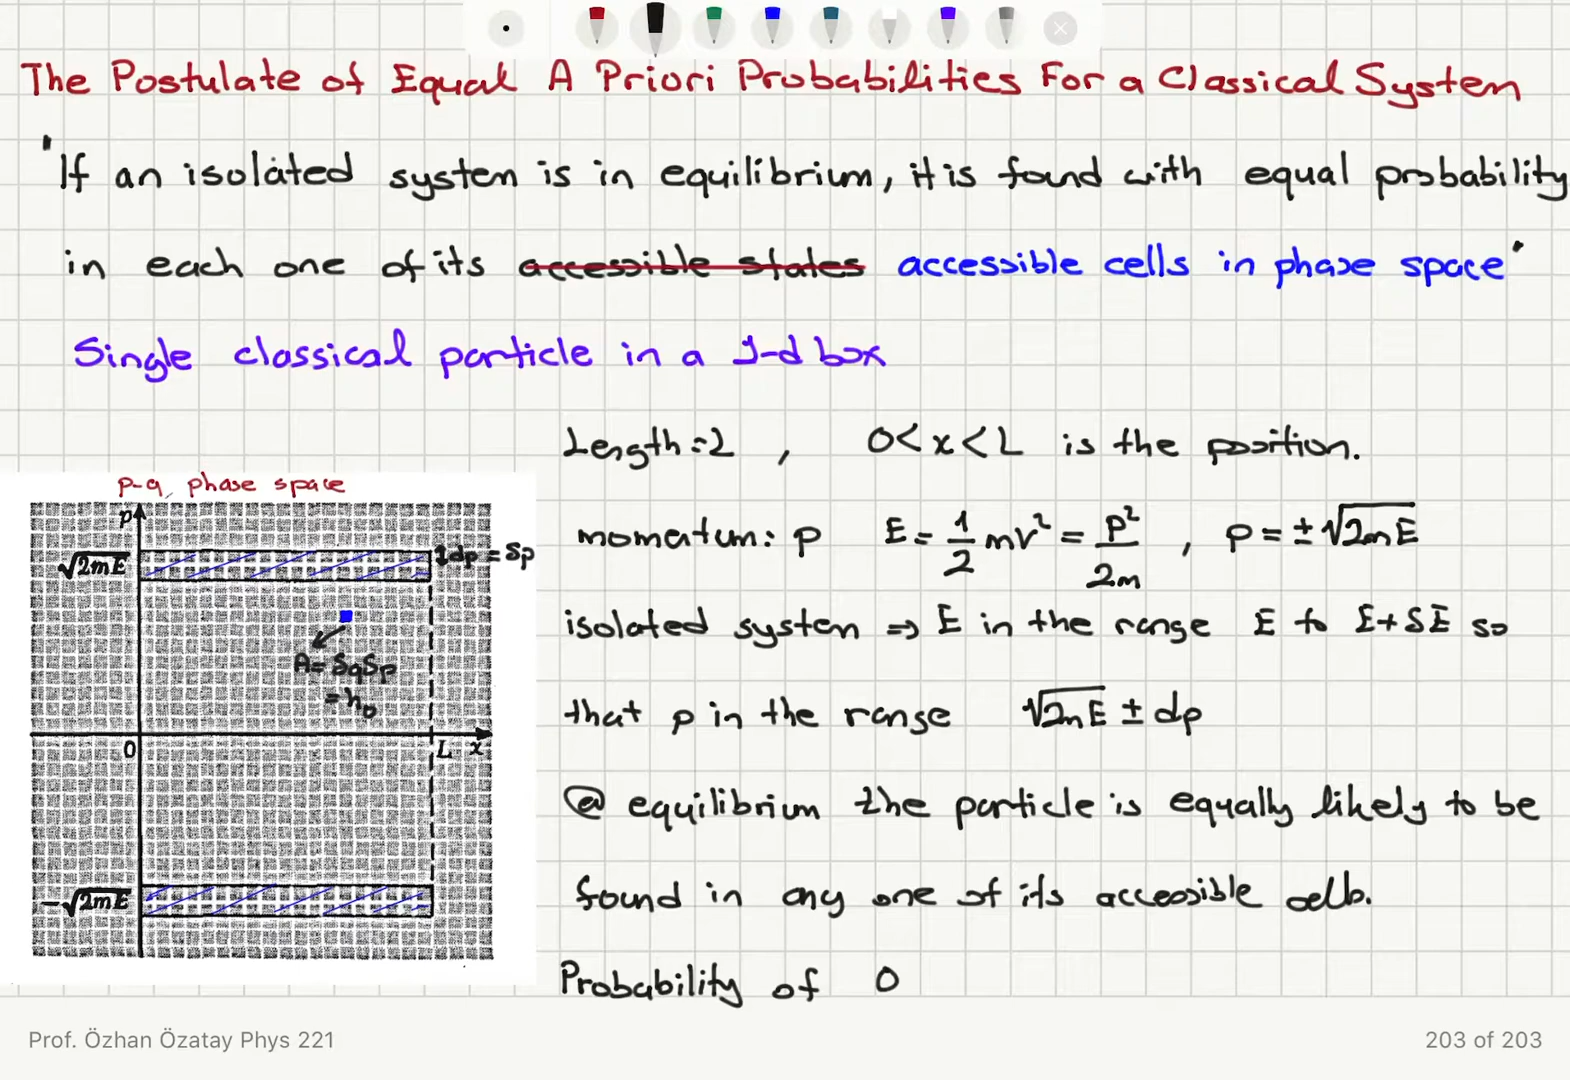 The Postulate of Equal A Priori Probabilities For a Classical System
"If an isolated system is in equilibrium, it is found with equal probability
in each one of its accessible states accessible cells in phase space"
Single classical particle in a 1-d box
Length = L , 0 < x < L is the position.
p-q, phase space
p
√2mE
dp = δp
momentum: p E = 1/2 mv² = p²/2m , p = ± √2mE
A = δqδp
= h₀
isolated system ⇒ E in the range E to E + δE so
that p in the range √2mE ± dp
0 L x
@ equilibrium the particle is equally likely to be
-√2mE
found in any one of its accessible cells.
Probability of 0
Prof. Özhan Özatay Phys 221
203 of 203